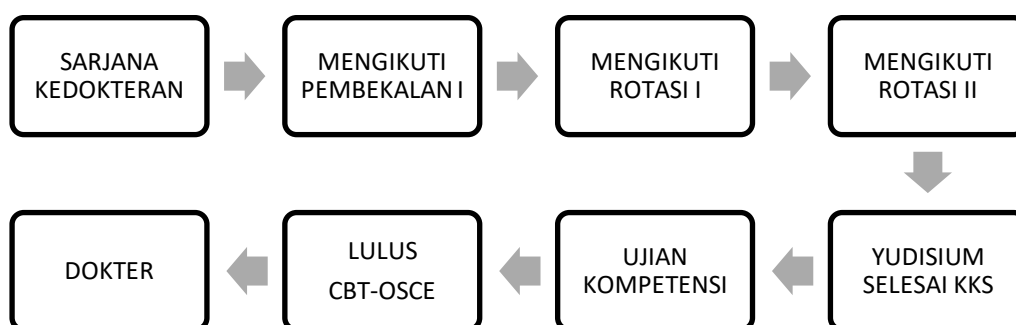 SARJANA
KEDOKTERAN
MENGIKUTI
PEMBEKALAN I
MENGIKUTI
ROTASI I
MENGIKUTI
ROTASI II
YUDISIUM
SELESAI KKS
UJIAN
KOMPETENSI
LULUS
CBT-OSCE
DOKTER